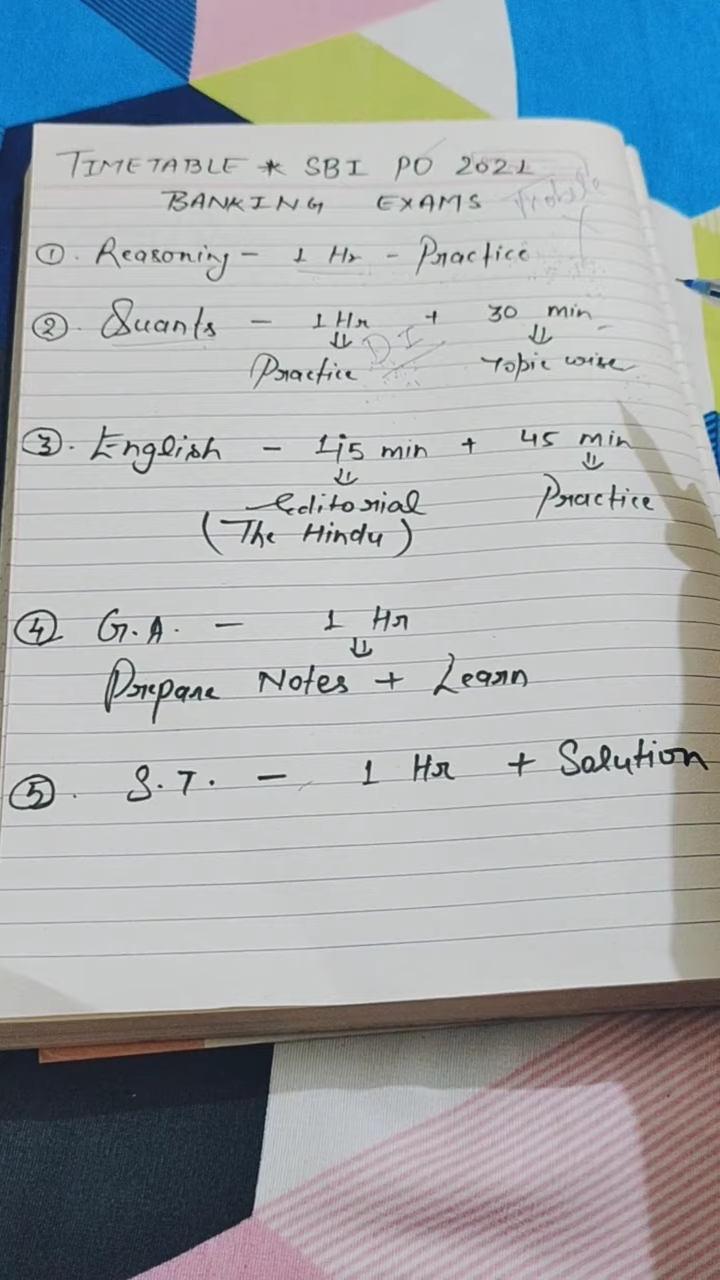 TIMETABLE * SBI PO 2021
BANKING EXAMS
① Reasoning - 1 Hr - Practice
② Quants - 1 Hr + 30 min
⇓ D.I ⇓
Practice Topic wise
③ English - 15 min + 45 min
⇓ ⇓
Editorial Practice
(The Hindu)
④ G.A. - 1 Hr
⇓
Prepare Notes + Learn
⑤ S.T. - 1 Hr + Solution